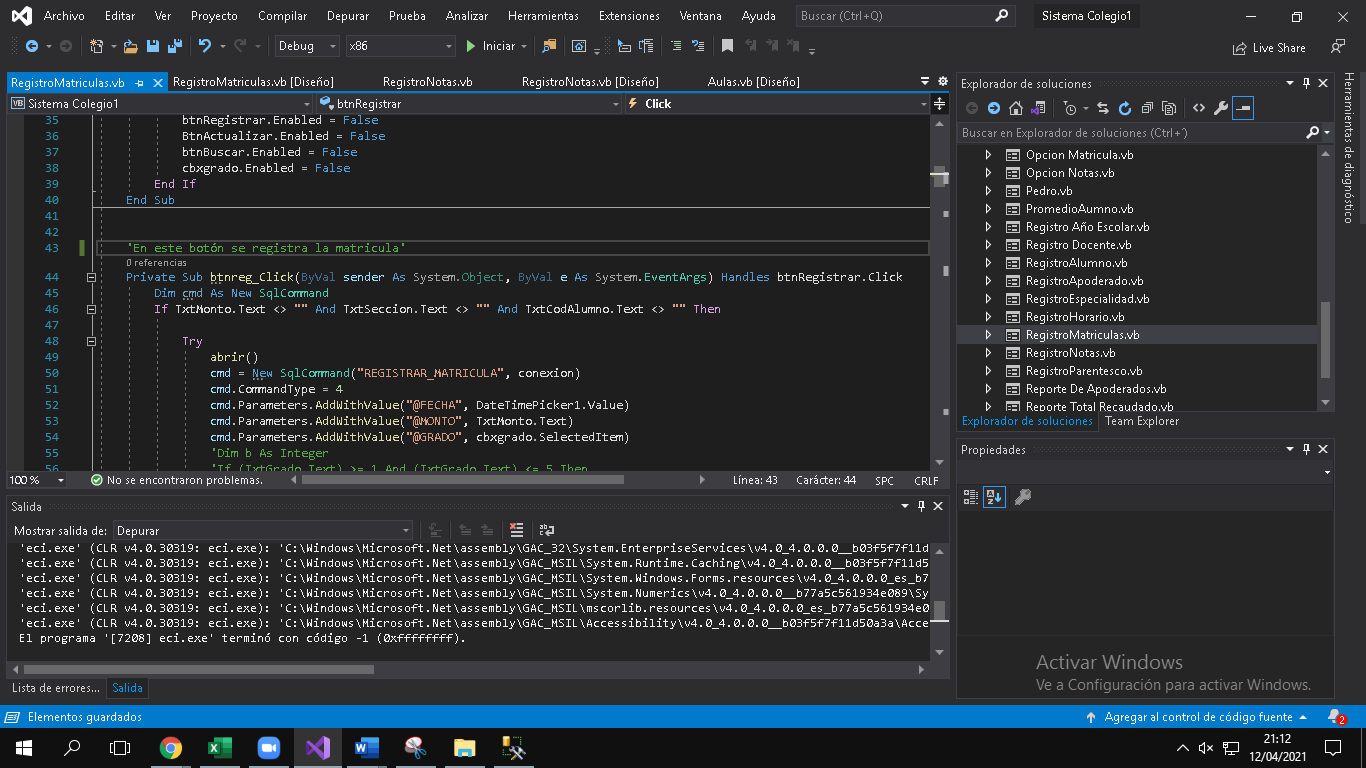 Archivo Editar Ver Proyecto Compilar Depurar Prueba Analizar Herramientas Extensiones Ventana Ayuda Buscar (Ctrl+Q) Sistema Colegio1
Debug x86 Iniciar Live Share
RegistroMatriculas.vb RegistroMatriculas.vb [Diseño] RegistroNotas.vb RegistroNotas.vb [Diseño] Aulas.vb [Diseño]
VB Sistema Colegio1 btnRegistrar Click
35 btnRegistrar.Enabled = False
36 BtnActualizar.Enabled = False
37 btnBuscar.Enabled = False
38 cbxgrado.Enabled = False
39 End If
40 End Sub
41
42
43 'En este botón se registra la matricula'
0 referencias
44 Private Sub btnreg_Click(ByVal sender As System.Object, ByVal e As System.EventArgs) Handles btnRegistrar.Click
45 Dim cmd As New SqlCommand
46 If TxtMonto.Text <> "" And TxtSeccion.Text <> "" And TxtCodAlumno.Text <> "" Then
47
48 Try
49 abrir()
50 cmd = New SqlCommand("REGISTRAR_MATRICULA", conexion)
51 cmd.CommandType = 4
52 cmd.Parameters.AddWithValue("@FECHA", DateTimePicker1.Value)
53 cmd.Parameters.AddWithValue("@MONTO", TxtMonto.Text)
54 cmd.Parameters.AddWithValue("@GRADO", cbxgrado.SelectedItem)
55 'Dim b As Integer
56 'If (TxtGrado.Text) >= 1 And (TxtGrado.Text) <= 5 Then
100 % No se encontraron problemas. Línea: 43 Carácter: 44 SPC CRLF
Salida
Mostrar salida de: Depurar
'eci.exe' (CLR v4.0.30319: eci.exe): 'C:\Windows\Microsoft.Net\assembly\GAC_32\System.EnterpriseServices\v4.0_4.0.0.0__b03f5f7f11d
'eci.exe' (CLR v4.0.30319: eci.exe): 'C:\Windows\Microsoft.Net\assembly\GAC_MSIL\System.Runtime.Caching\v4.0_4.0.0.0__b03f5f7f11d5
'eci.exe' (CLR v4.0.30319: eci.exe): 'C:\Windows\Microsoft.Net\assembly\GAC_MSIL\System.Windows.Forms.resources\v4.0_4.0.0.0_es_b7
'eci.exe' (CLR v4.0.30319: eci.exe): 'C:\Windows\Microsoft.Net\assembly\GAC_MSIL\System.Numerics\v4.0_4.0.0.0__b77a5c561934e089\Sy
'eci.exe' (CLR v4.0.30319: eci.exe): 'C:\Windows\Microsoft.Net\assembly\GAC_MSIL\mscorlib.resources\v4.0_4.0.0.0_es_b77a5c561934e0
'eci.exe' (CLR v4.0.30319: eci.exe): 'C:\Windows\Microsoft.Net\assembly\GAC_MSIL\Accessibility\v4.0_4.0.0.0__b03f5f7f11d50a3a\Acce
El programa '[7208] eci.exe' terminó con código -1 (0xffffffff).
Lista de errores... Salida
Explorador de soluciones
Buscar en Explorador de soluciones (Ctrl+´)
Opcion Matricula.vb
Opcion Notas.vb
Pedro.vb
PromedioAumno.vb
Registro Año Escolar.vb
Registro Docente.vb
RegistroAlumno.vb
RegistroApoderado.vb
RegistroEspecialidad.vb
RegistroHorario.vb
RegistroMatriculas.vb
RegistroNotas.vb
RegistroParentesco.vb
Reporte De Apoderados.vb
Reporte Total Recaudado.vb
Explorador de soluciones Team Explorer
Propiedades
Herramientas de diagnóstico
Activar Windows
Ve a Configuración para activar Windows.
Elementos guardados Agregar al control de código fuente 2
21:12
12/04/2021